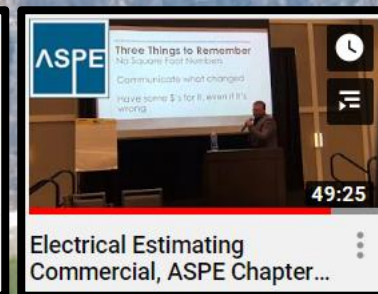 ASPE
Three Things to Remember
No Square Foot Numbers
Communicate what changed
Have some $'s for it, even if it's
wrong
49:25
Electrical Estimating
Commercial, ASPE Chapter...